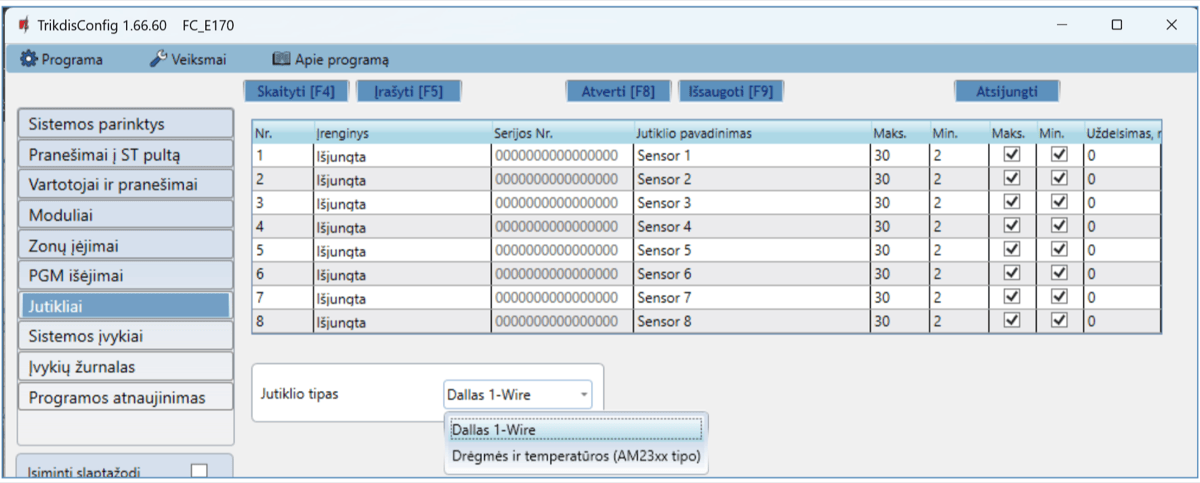 TrikdisConfig 1.66.60 FC_E170
Programa Veiksmai Apie programą
Skaityti [F4] Įrašyti [F5] Atverti [F8] Išsaugoti [F9] Atsijungti
Sistemos parinktys
Pranešimai į ST pultą
Vartotojai ir pranešimai
Moduliai
Zonų įėjimai
PGM išėjimai
Jutikliai
Sistemos įvykiai
Įvykių žurnalas
Programos atnaujinimas
Įsiminti slaptažodį
Nr. Įrenginys Serijos Nr. Jutiklio pavadinimas Maks. Min. Maks. Min. Uždelsimas, r
1 Išjungta 0000000000000000 Sensor 1 30 2 0
2 Išjungta 0000000000000000 Sensor 2 30 2 0
3 Išjungta 0000000000000000 Sensor 3 30 2 0
4 Išjungta 0000000000000000 Sensor 4 30 2 0
5 Išjungta 0000000000000000 Sensor 5 30 2 0
6 Išjungta 0000000000000000 Sensor 6 30 2 0
7 Išjungta 0000000000000000 Sensor 7 30 2 0
8 Išjungta 0000000000000000 Sensor 8 30 2 0
Jutiklio tipas Dallas 1-Wire
Dallas 1-Wire
Drėgmės ir temperatūros (AM23xx tipo)